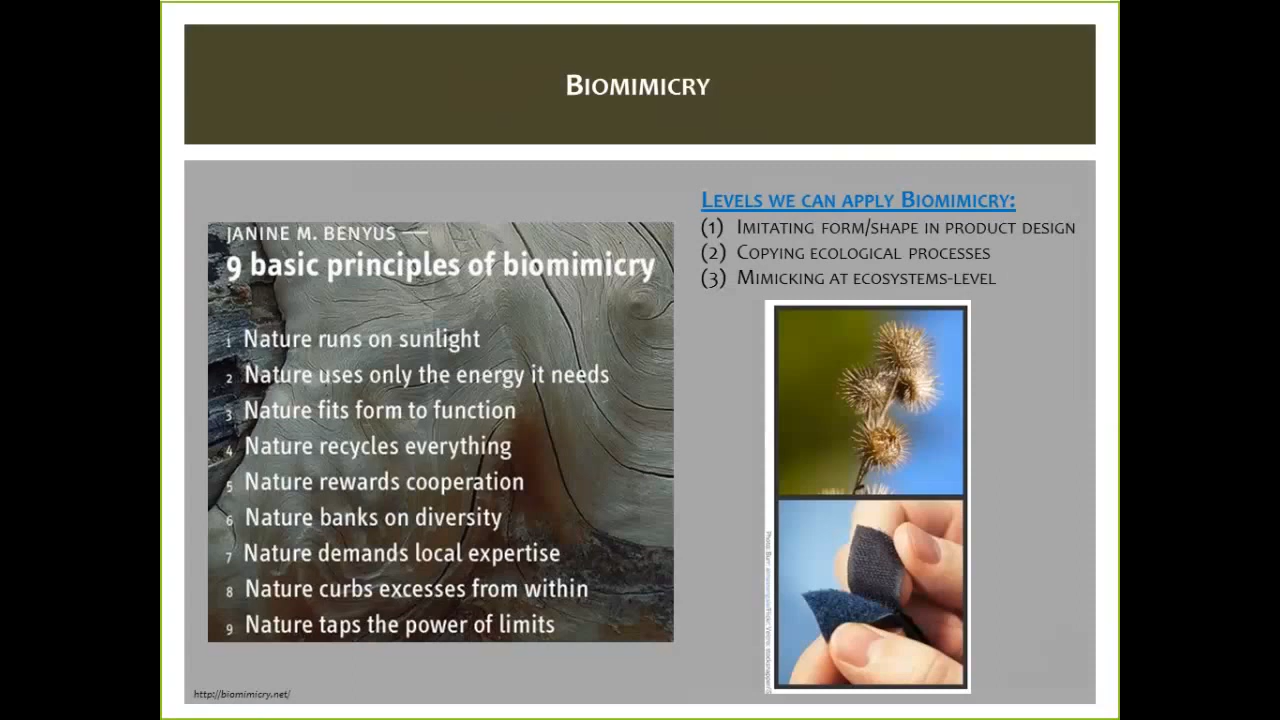 BIOMIMICRY
JANINE M. BENYUS —
9 basic principles of biomimicry
1 Nature runs on sunlight
2 Nature uses only the energy it needs
3 Nature fits form to function
4 Nature recycles everything
5 Nature rewards cooperation
6 Nature banks on diversity
7 Nature demands local expertise
8 Nature curbs excesses from within
9 Nature taps the power of limits
LEVELS WE CAN APPLY BIOMIMICRY:
(1) IMITATING FORM/SHAPE IN PRODUCT DESIGN
(2) COPYING ECOLOGICAL PROCESSES
(3) MIMICKING AT ECOSYSTEMS-LEVEL
http://biomimicry.net/